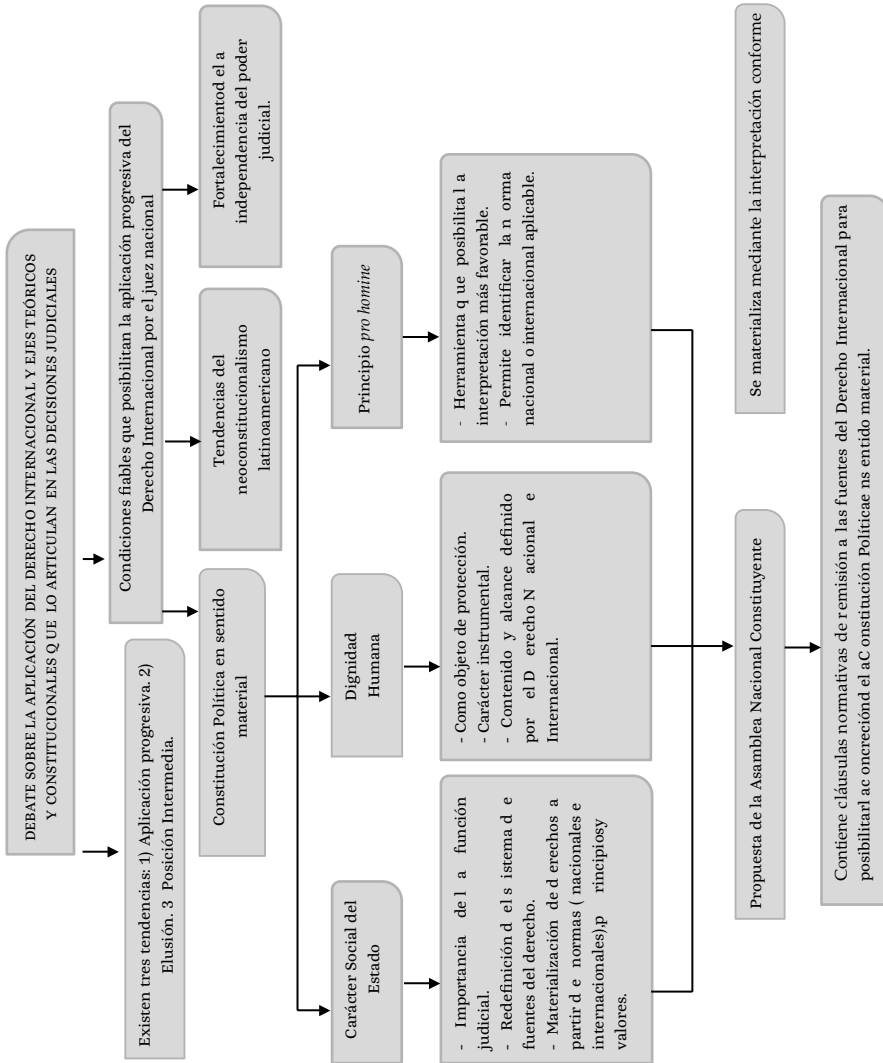 DEBATE SOBRE LA APLICACIÓN DEL DERECHO INTERNACIONAL Y EJES TEÓRICOS
Y CONSTITUCIONALES QUE LO ARTICULAN EN LAS DECISIONES JUDICIALES
Existen tres tendencias: 1) Aplicación progresiva. 2)
Elusión. 3 Posición Intermedia.
Condiciones fiables que posibilitan la aplicación progresiva del
Derecho Internacional por el juez nacional
Constitución Política en sentido
material
Tendencias del
neoconstitucionalismo
latinoamericano
Fortalecimientod el a
independencia del poder
judicial.
Carácter Social del
Estado
Dignidad
Humana
Principio pro homine
- Importancia de l a función
judicial.
- Redefinición d el s istema d e
fuentes del derecho.
- Materialización de d erechos a
partir d e normas ( nacionales e
internacionales),p rincipiosy
valores.
- Como objeto de protección.
- Carácter instrumental.
- Contenido y alcance definido
por el D erecho N acional e
Internacional.
- Herramienta q ue posibilita l a
interpretación más favorable.
- Permite identificar la n orma
nacional o internacional aplicable.
Propuesta de la Asamblea Nacional Constituyente
Se materializa mediante la interpretación conforme
Contiene cláusulas normativas de remisión a las fuentes del Derecho Internacional para
posibilitarl ac oncreciónd el aC onstitución Polítícae ns entido material.